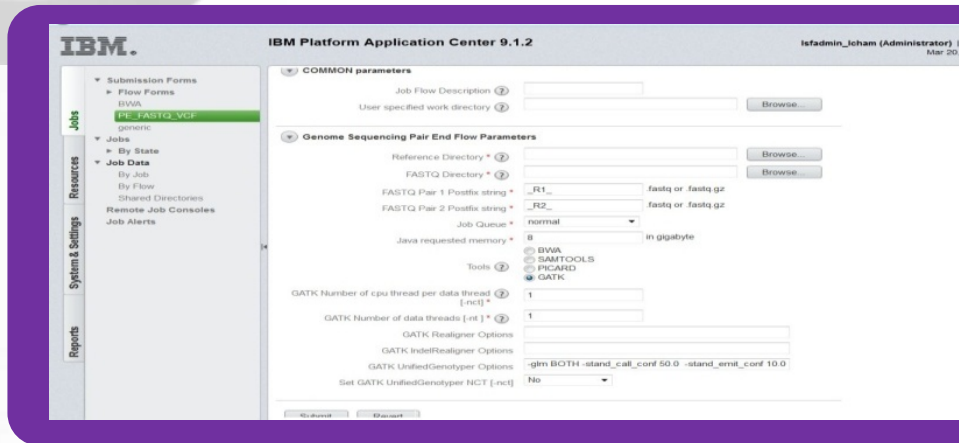 IBM.
IBM Platform Application Center 9.1.2
lsfadmin_lcham (Administrator) |
Mar 20,
Jobs
Resources
System & Settings
Reports
Submission Forms
Flow Forms
BWA
PE_FASTQ_VCF
generic
Jobs
By State
Job Data
By Job
By Flow
Shared Directories
Remote Job Consoles
Job Alerts
COMMON parameters
Job Flow Description ?
User specified work directory ? Browse...
Genome Sequencing Pair End Flow Parameters
Reference Directory * ? Browse...
FASTQ Directory * ? Browse...
FASTQ Pair 1 Postfix string * _R1_ .fastq or .fastq.gz
FASTQ Pair 2 Postfix string * _R2_ .fastq or .fastq.gz
Job Queue * normal
Java requested memory * 8 in gigabyte
Tools ?
BWA
SAMTOOLS
PICARD
GATK
GATK Number of cpu thread per data thread ?
[-nct] * 1
GATK Number of data threads [-nt ] * ? 1
GATK Realigner Options
GATK IndelRealigner Options
GATK UnifiedGenotyper Options -glm BOTH -stand_call_conf 50.0 -stand_emit_conf 10.0
Set GATK UnifiedGenotyper NCT [-nct] No
Submit Revert